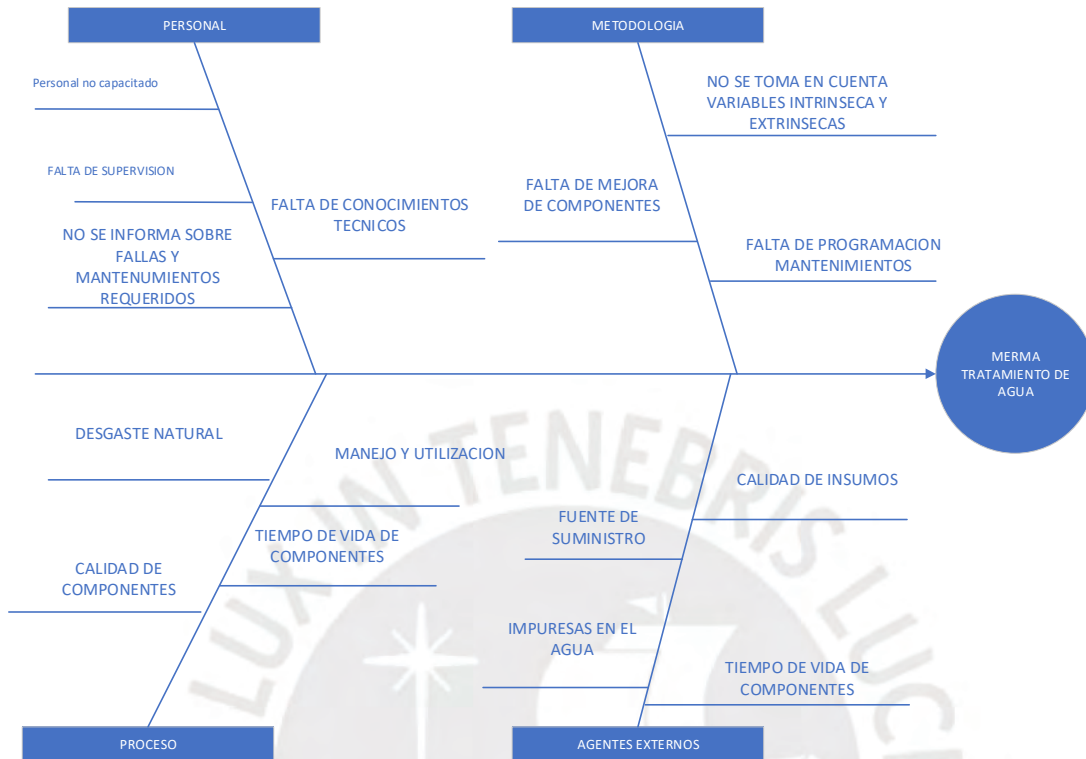 PERSONAL
METODOLOGIA
Personal no capacitado
NO SE TOMA EN CUENTA
VARIABLES INTRINSECA Y
EXTRINSECAS
FALTA DE SUPERVISION
FALTA DE CONOCIMIENTOS
TECNICOS
FALTA DE MEJORA
DE COMPONENTES
NO SE INFORMA SOBRE
FALLAS Y
MANTENUMIENTOS
REQUERIDOS
FALTA DE PROGRAMACION
MANTENIMIENTOS
MERMA
TRATAMIENTO DE
AGUA
DESGASTE NATURAL
MANEJO Y UTILIZACION
CALIDAD DE INSUMOS
FUENTE DE
SUMINISTRO
TIEMPO DE VIDA DE
COMPONENTES
CALIDAD DE
COMPONENTES
IMPURESAS EN EL
AGUA
TIEMPO DE VIDA DE
COMPONENTES
PROCESO
AGENTES EXTERNOS
LUX IN TENEBRIS LUC